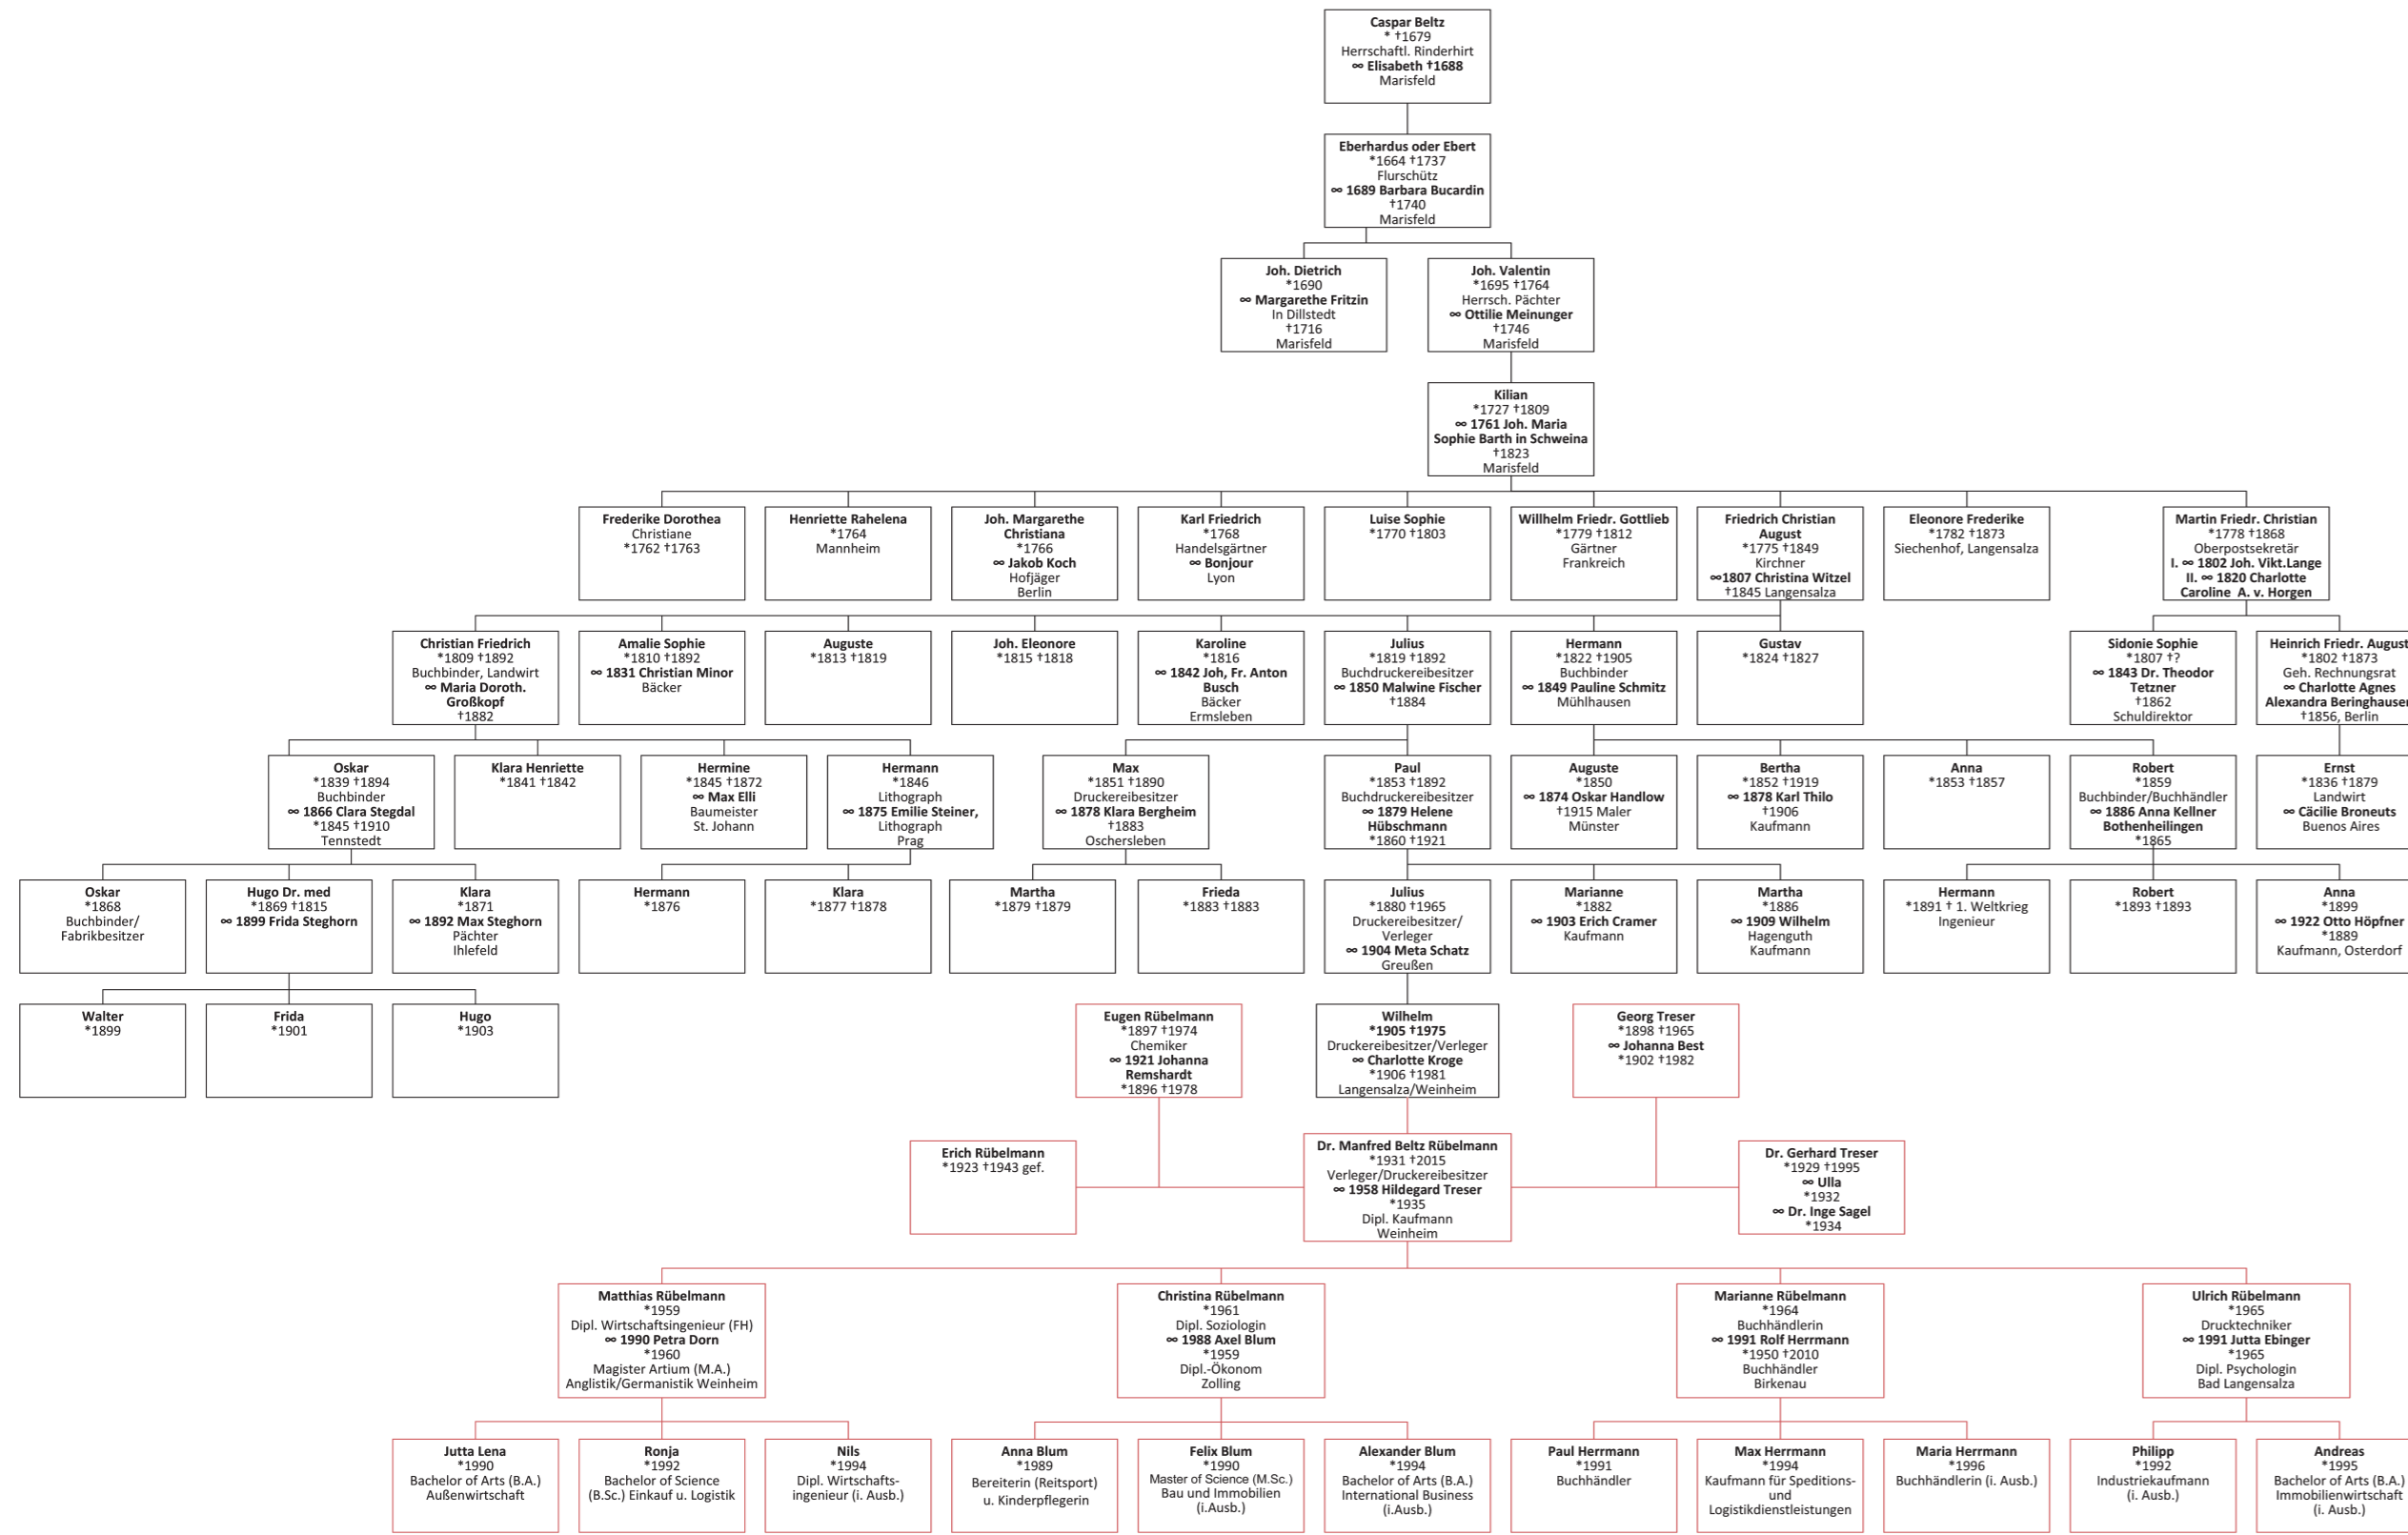 Caspar Beltz
* †1679
Herrschaftl. Rinderhirt
∞ Elisabeth †1688
Marisfeld
Eberhardus oder Ebert
*1664 †1737
Flurschütz
∞ 1689 Barbara Bucardin
†1740
Marisfeld
Joh. Dietrich
*1690
∞ Margarethe Fritzin
In Dillstedt
†1716
Marisfeld
Joh. Valentin
*1695 †1764
Herrsch. Pächter
∞ Ottilie Meinunger
†1746
Marisfeld
Kilian
*1727 †1809
∞ 1761 Joh. Maria
Sophie Barth in Schweina
†1823
Marisfeld
Frederike Dorothea
Christiane
*1762 †1763
Henriette Rahelena
*1764
Mannheim
Joh. Margarethe
Christiana
*1766
∞ Jakob Koch
Hofjäger
Berlin
Karl Friedrich
*1768
Handelsgärtner
∞ Bonjour
Lyon
Luise Sophie
*1770 †1803
Willhelm Friedr. Gottlieb
*1779 †1812
Gärtner
Frankreich
Friedrich Christian
August
*1775 †1849
Kirchner
∞1807 Christina Witzel
†1845 Langensalza
Eleonore Frederike
*1782 †1873
Siechenhof, Langensalza
Martin Friedr. Christian
*1778 †1868
Oberpostsekretär
I. ∞ 1802 Joh. Vikt.Lange
II. ∞ 1820 Charlotte
Caroline A. v. Horgen
Christian Friedrich
*1809 †1892
Buchbinder, Landwirt
∞ Maria Doroth.
Großkopf
†1882
Amalie Sophie
*1810 †1892
∞ 1831 Christian Minor
Bäcker
Auguste
*1813 †1819
Joh. Eleonore
*1815 †1818
Karoline
*1816
∞ 1842 Joh, Fr. Anton
Busch
Bäcker
Ermsleben
Julius
*1819 †1892
Buchdruckereibesitzer
∞ 1850 Malwine Fischer
†1884
Hermann
*1822 †1905
Buchbinder
∞ 1849 Pauline Schmitz
Mühlhausen
Gustav
*1824 †1827
Sidonie Sophie
*1807 †?
∞ 1843 Dr. Theodor
Tetzner
†1862
Schuldirektor
Heinrich Friedr. August
*1802 †1873
Geh. Rechnungsrat
∞ Charlotte Agnes
Alexandra Beringhausen
†1856, Berlin
Oskar
*1839 †1894
Buchbinder
∞ 1866 Clara Stegdal
*1845 †1910
Tennstedt
Klara Henriette
*1841 †1842
Hermine
*1845 †1872
∞ Max Elli
Baumeister
St. Johann
Hermann
*1846
Lithograph
∞ 1875 Emilie Steiner,
Lithograph
Prag
Max
*1851 †1890
Druckereibesitzer
∞ 1878 Klara Bergheim
†1883
Oschersleben
Paul
*1853 †1892
Buchdruckereibesitzer
∞ 1879 Helene
Hübschmann
*1860 †1921
Auguste
*1850
∞ 1874 Oskar Handlow
†1915 Maler
Münster
Bertha
*1852 †1919
∞ 1878 Karl Thilo
†1906
Kaufmann
Anna
*1853 †1857
Robert
*1859
Buchbinder/Buchhändler
∞ 1886 Anna Kellner
Bothenheilingen
*1865
Ernst
*1836 †1879
Landwirt
∞ Cäcilie Broneuts
Buenos Aires
Oskar
*1868
Buchbinder/
Fabrikbesitzer
Hugo Dr. med
*1869 †1815
∞ 1899 Frida Steghorn
Klara
*1871
∞ 1892 Max Steghorn
Pächter
Ihlefeld
Hermann
*1876
Klara
*1877 †1878
Martha
*1879 †1879
Frieda
*1883 †1883
Julius
*1880 †1965
Druckereibesitzer/
Verleger
∞ 1904 Meta Schatz
Greußen
Marianne
*1882
∞ 1903 Erich Cramer
Kaufmann
Martha
*1886
∞ 1909 Wilhelm
Hagenguth
Kaufmann
Hermann
*1891 † 1. Weltkrieg
Ingenieur
Robert
*1893 †1893
Anna
*1899
∞ 1922 Otto Höpfner
*1889
Kaufmann, Osterdorf
Walter
*1899
Frida
*1901
Hugo
*1903
Eugen Rübelmann
*1897 †1974
Chemiker
∞ 1921 Johanna
Remshardt
*1896 †1978
Wilhelm
*1905 †1975
Druckereibesitzer/Verleger
∞ Charlotte Kroge
*1906 †1981
Langensalza/Weinheim
Georg Treser
*1898 †1965
∞ Johanna Best
*1902 †1982
Erich Rübelmann
*1923 †1943 gef.
Dr. Manfred Beltz Rübelmann
*1931 †2015
Verleger/Druckereibesitzer
∞ 1958 Hildegard Treser
*1935
Dipl. Kaufmann
Weinheim
Dr. Gerhard Treser
*1929 †1995
∞ Ulla
*1932
∞ Dr. Inge Sagel
*1934
Matthias Rübelmann
*1959
Dipl. Wirtschaftsingenieur (FH)
∞ 1990 Petra Dorn
*1960
Magister Artium (M.A.)
Anglistik/Germanistik Weinheim
Christina Rübelmann
*1961
Dipl. Soziologin
∞ 1988 Axel Blum
*1959
Dipl.-Ökonom
Zolling
Marianne Rübelmann
*1964
Buchhändlerin
∞ 1991 Rolf Herrmann
*1950 †2010
Buchhändler
Birkenau
Ulrich Rübelmann
*1965
Drucktechniker
∞ 1991 Jutta Ebinger
*1965
Dipl. Psychologin
Bad Langensalza
Jutta Lena
*1990
Bachelor of Arts (B.A.)
Außenwirtschaft
Ronja
*1992
Bachelor of Science
(B.Sc.) Einkauf u. Logistik
Nils
*1994
Dipl. Wirtschafts-
ingenieur (i. Ausb.)
Anna Blum
*1989
Bereiterin (Reitsport)
u. Kinderpflegerin
Felix Blum
*1990
Master of Science (M.Sc.)
Bau und Immobilien
(i.Ausb.)
Alexander Blum
*1994
Bachelor of Arts (B.A.)
International Business
(i.Ausb.)
Paul Herrmann
*1991
Buchhändler
Max Herrmann
*1994
Kaufmann für Speditions-
und
Logistikdienstleistungen
Maria Herrmann
*1996
Buchhändlerin (i. Ausb.)
Philipp
*1992
Industriekaufmann
(i. Ausb.)
Andreas
*1995
Bachelor of Arts (B.A.)
Immobilienwirtschaft
(i. Ausb.)